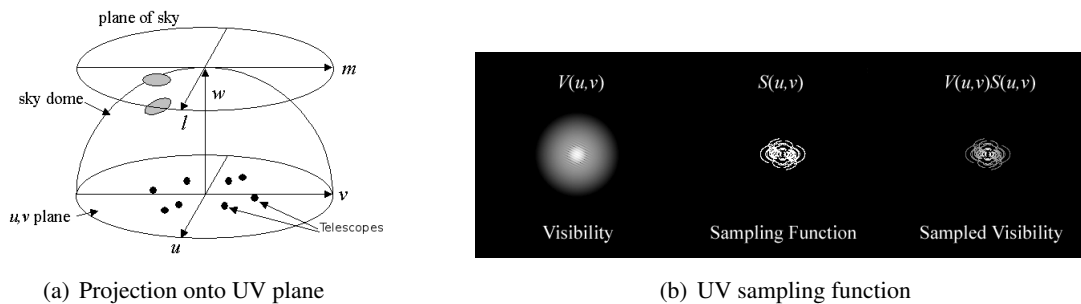 plane of sky
m
w
sky dome
l
v
u,v plane
Telescopes
u
(a) Projection onto UV plane
V(u,v) S(u,v) V(u,v)S(u,v)
Visibility Sampling Function Sampled Visibility
(b) UV sampling function